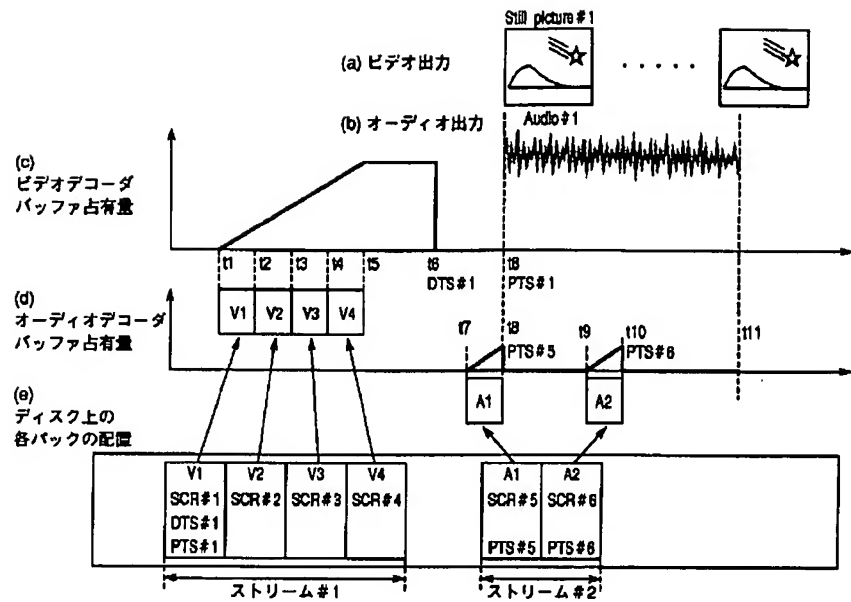 Still picture#1
(a) ビデオ出力
(b) オーディオ出力
Audio#1
(c)
ビデオデコーダ
バッファ占有量
t1 t2 t3 t4 t5 t6 t8
DTS#1 PTS#1
(d)
オーディオデコーダ
バッファ占有量
V1 V2 V3 V4
t7 t8 t9 t10 t11
PTS#5 PTS#6
A1 A2
(e)
ディスク上の
各パックの配置
V1 V2 V3 V4 A1 A2
SCR#1 SCR#2 SCR#3 SCR#4 SCR#5 SCR#6
DTS#1
PTS#1 PTS#5 PTS#6
ストリーム#1 ストリーム#2